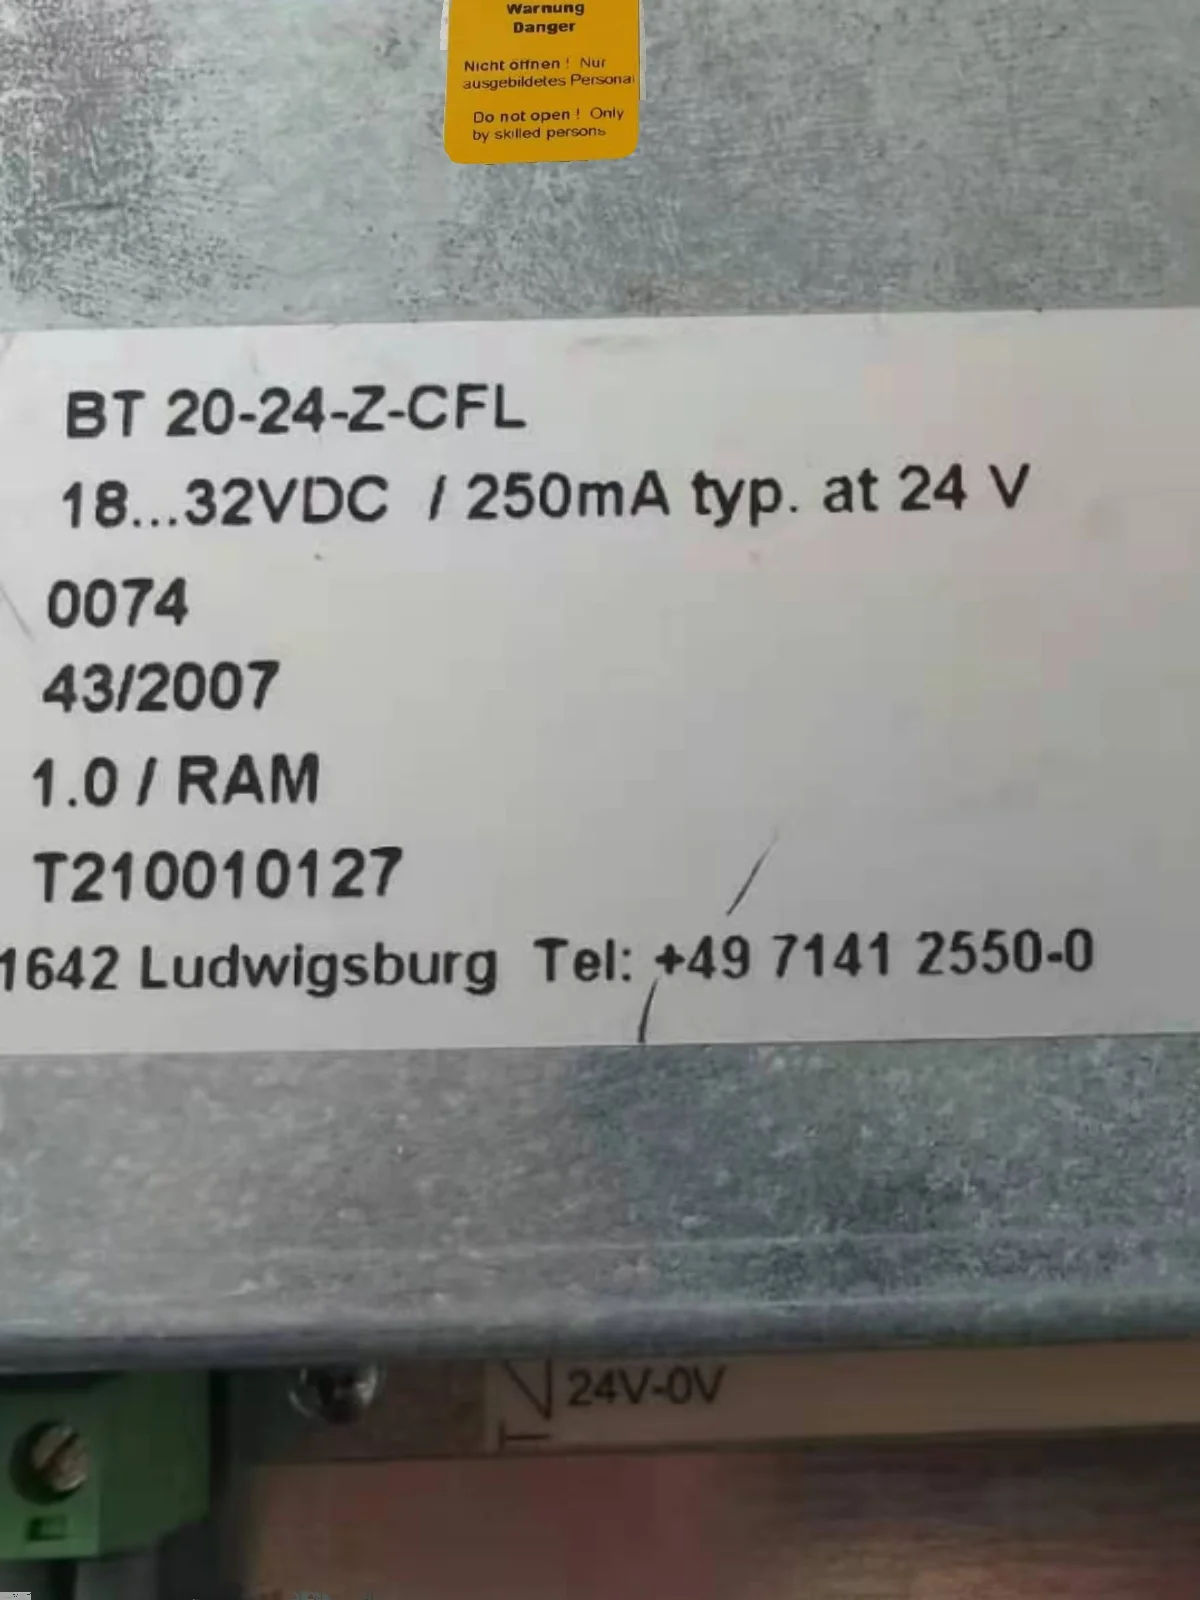 Warnung
Danger
Nicht öffnen ! Nur
ausgebildetes Personal
Do not open ! Only
by skilled persons
BT 20-24-Z-CFL
18...32VDC / 250mA typ. at 24 V
0074
43/2007
1.0 / RAM
T210010127
1642 Ludwigsburg Tel: +49 7141 2550-0
24V-0V